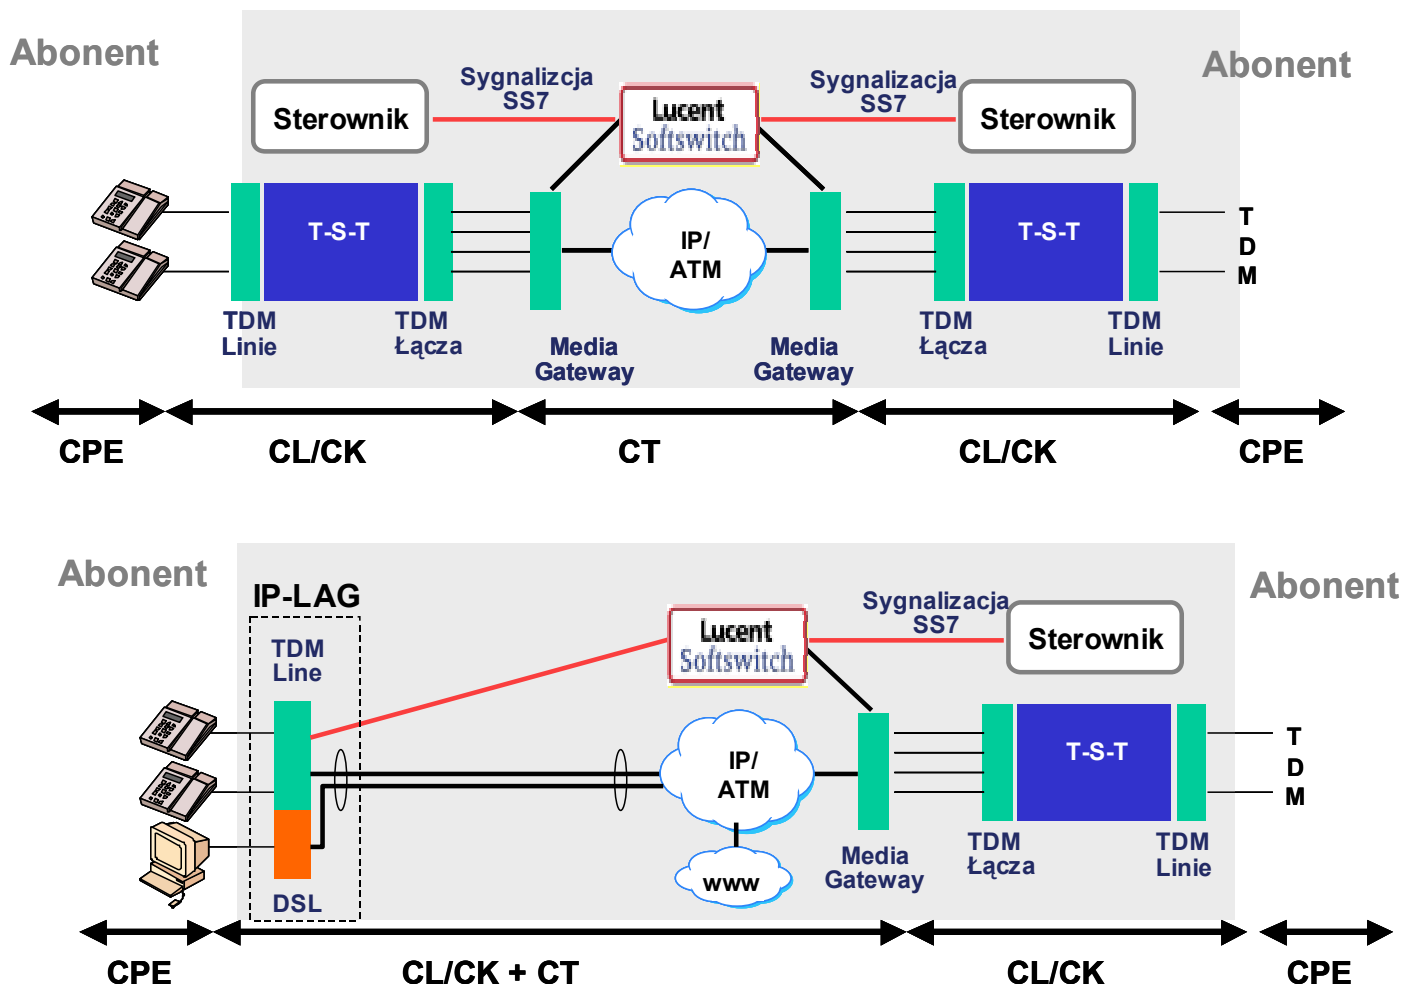 Abonent
Abonent
Sygnalizcja
SS7
Sygnalizacja
SS7
Sterownik
Lucent
Softswitch
Sterownik
T-S-T
IP/
ATM
T-S-T
T
D
M
TDM
Linie
TDM
Łącza
Media
Gateway
Media
Gateway
TDM
Łącza
TDM
Linie
CPE
CL/CK
CT
CL/CK
CPE
Abonent
Abonent
IP-LAG
TDM
Line
Sygnalizacja
SS7
Lucent
Softswitch
Sterownik
IP/
ATM
T-S-T
T
D
M
www
Media
Gateway
TDM
Łącza
TDM
Linie
DSL
CPE
CL/CK + CT
CL/CK
CPE